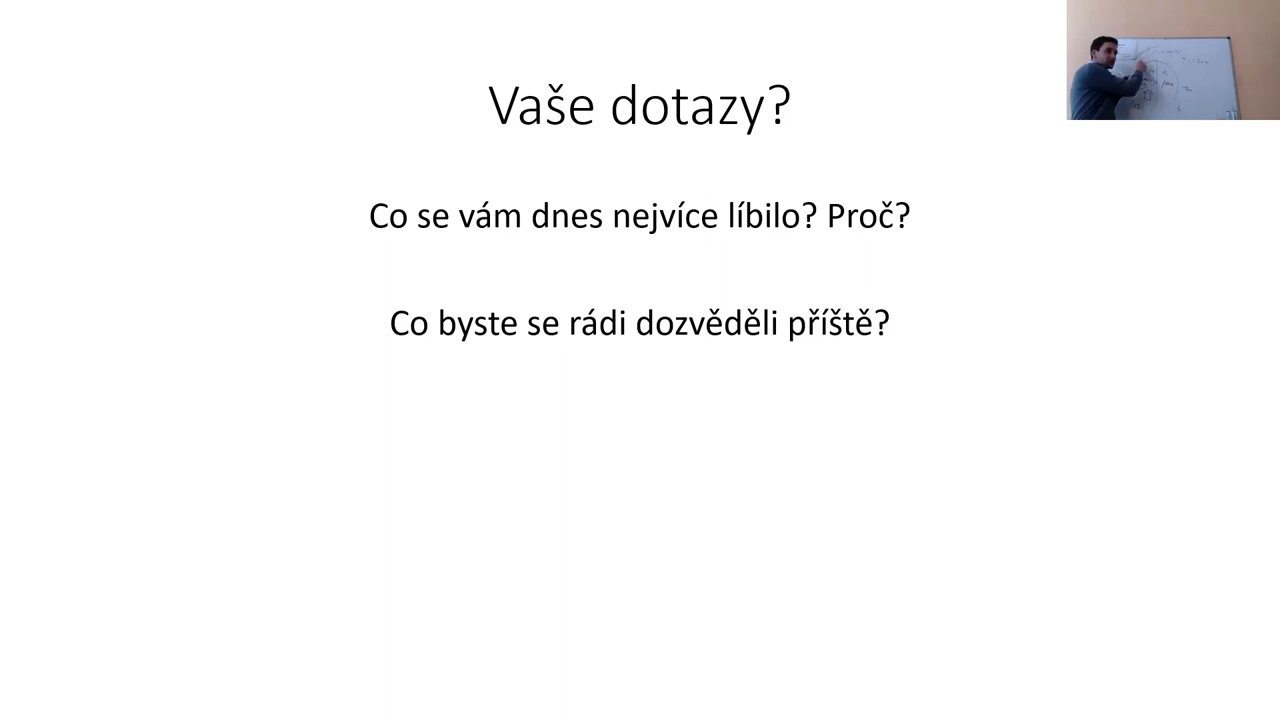 Vaše dotazy?
Co se vám dnes nejvíce líbilo? Proč?
Co byste se rádi dozvěděli příště?